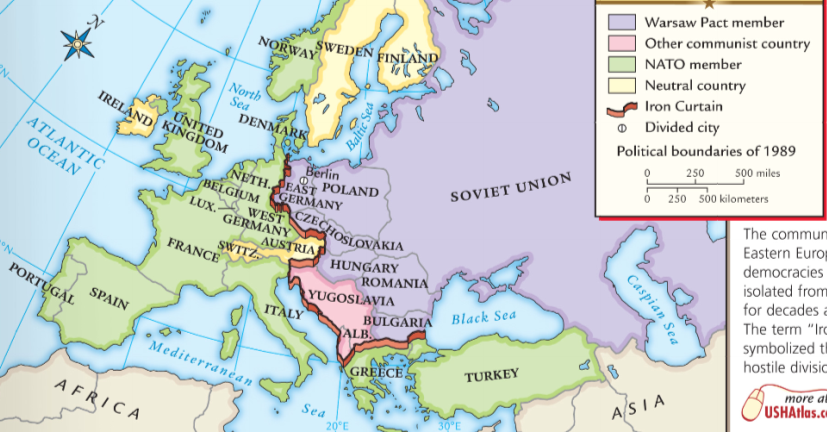 N
NORWAY
SWEDEN
FINLAND
North
Sea
Baltic Sea
IRELAND
UNITED
KINGDOM
DENMARK
ATLANTIC
OCEAN
NETH.
BELGIUM
LUX.
Berlin
EAST
GERMANY
POLAND
SOVIET UNION
WEST
GERMANY
CZECHOSLOVAKIA
FRANCE
SWITZ.
AUSTRIA
HUNGARY
ROMANIA
PORTUGAL
SPAIN
ITALY
YUGOSLAVIA
BULGARIA
ALB.
Black Sea
Caspian Sea
Mediterranean
Sea
GREECE
TURKEY
AFRICA
ASIA
20°E
30°E
Warsaw Pact member
Other communist country
NATO member
Neutral country
Iron Curtain
Divided city
Political boundaries of 1989
0 250 500 miles
0 250 500 kilometers
The commun
Eastern Europ
democracies
isolated from
for decades a
The term “Iro
symbolized th
hostile divisio
more at
USHAtlas.co